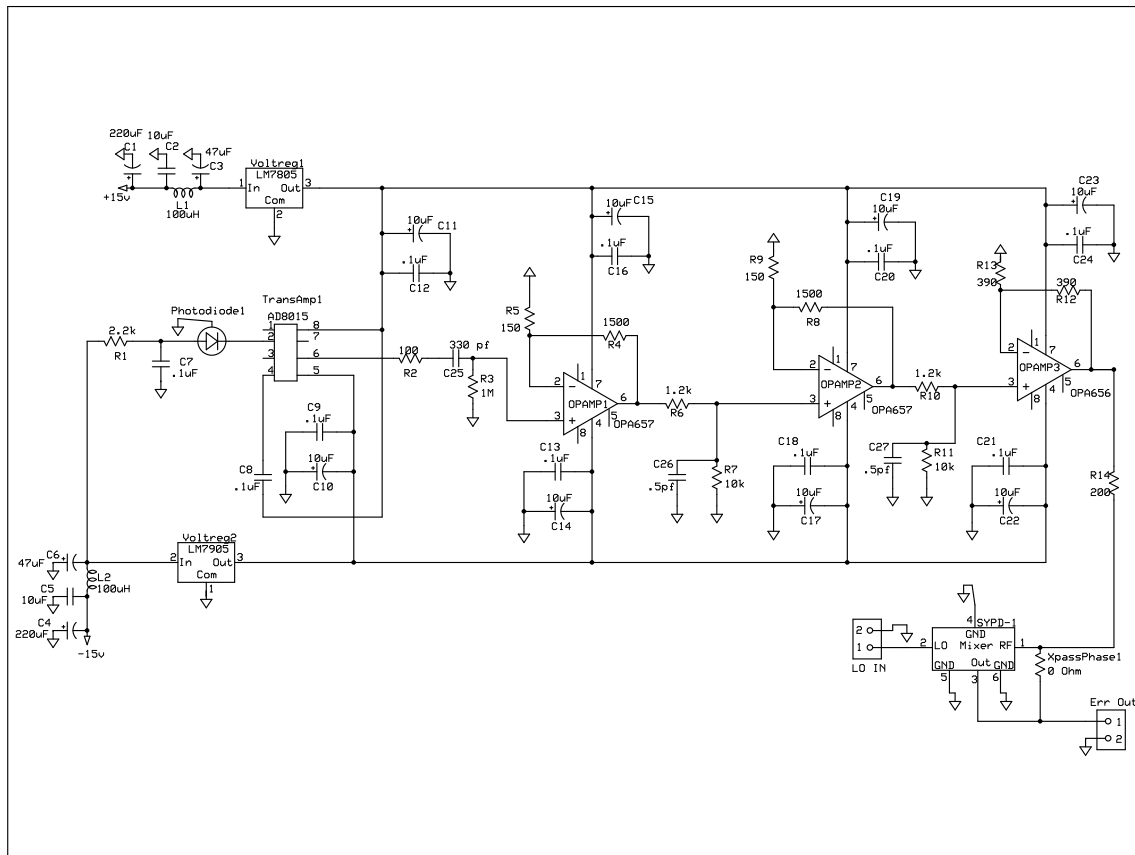 220uF
C1
10uF
C2
47uF
C3
+15v
L1
100uH
Voltreg1
LM7805
1
In
Out
3
Com
2
10uF
C11
.1uF
C12
10uF
C15
.1uF
C16
10uF
C19
.1uF
C20
C23
10uF
.1uF
C24
Photodiode1
2.2k
R1
C7
.1uF
TransAmp1
AD8015
1
2
3
4
8
7
6
5
100
R2
330 pf
C25
R3
1M
R5
150
1500
R4
2
3
1
7
6
5
4
8
OPAMP1
OPA657
1.2k
R6
C26
.5pf
R7
10k
R9
150
1500
R8
2
3
1
7
6
5
4
8
OPAMP2
OPA657
1.2k
R10
C27
.5pf
R11
10k
R13
390
390
R12
2
3
1
7
6
5
4
8
OPAMP3
OPA656
R14
200
C9
.1uF
10uF
C10
C8
.1uF
C13
.1uF
10uF
C14
C18
.1uF
10uF
C17
C21
.1uF
10uF
C22
C6
47uF
L2
100uH
C5
10uF
C4
220uF
-15v
Voltreg2
LM7905
2
In
Out
3
Com
1
2
1
LO IN
SYPD-1
4
GND
2
LO
Mixer
RF
1
Out
GND
GND
5
3
6
XpassPhase1
0 Ohm
Err Out
1
2